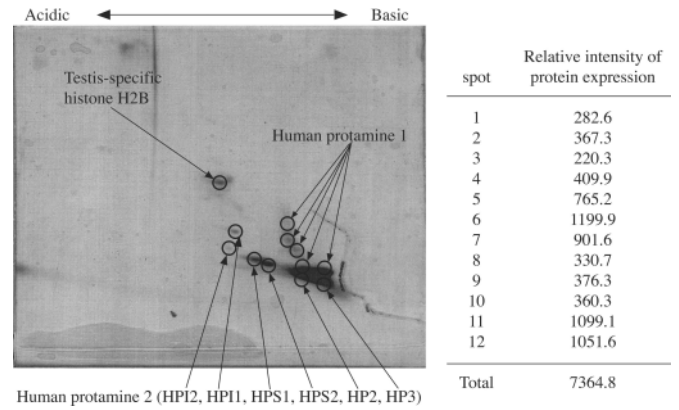 Acidic Basic
Testis-specific
histone H2B
Human protamine 1
Human protamine 2 (HPI2, HPI1, HPS1, HPS2, HP2, HP3)
spot Relative intensity of
protein expression
1 282.6
2 367.3
3 220.3
4 409.9
5 765.2
6 1199.9
7 901.6
8 330.7
9 376.3
10 360.3
11 1099.1
12 1051.6
Total 7364.8